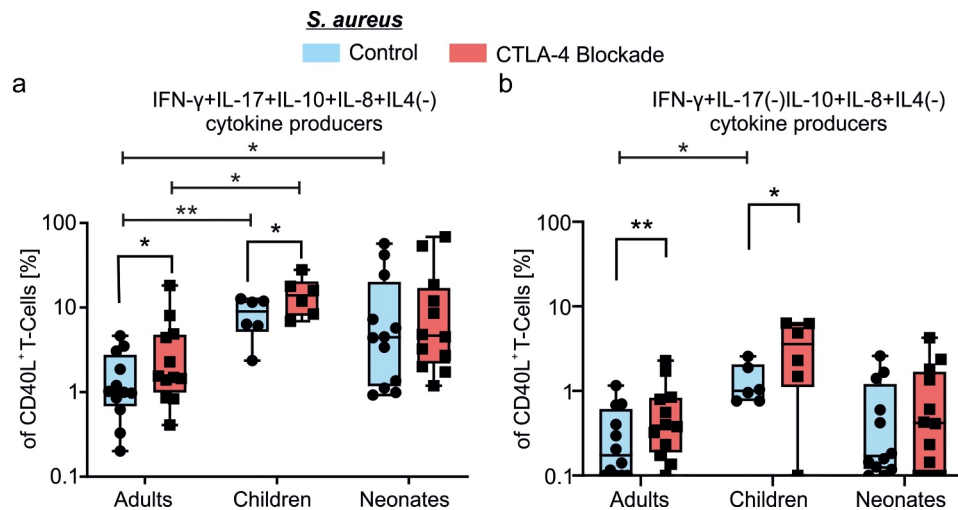 S. aureus
Control CTLA-4 Blockade
a
IFN-γ+IL-17+IL-10+IL-8+IL4(-)
cytokine producers
*
*
**
*
*
of CD40L+ T-Cells [%]
100
10
1
0.1
Adults Children Neonates
b
IFN-γ+IL-17(-)IL-10+IL-8+IL4(-)
cytokine producers
*
*
**
of CD40L+ T-Cells [%]
100
10
1
0.1
Adults Children Neonates